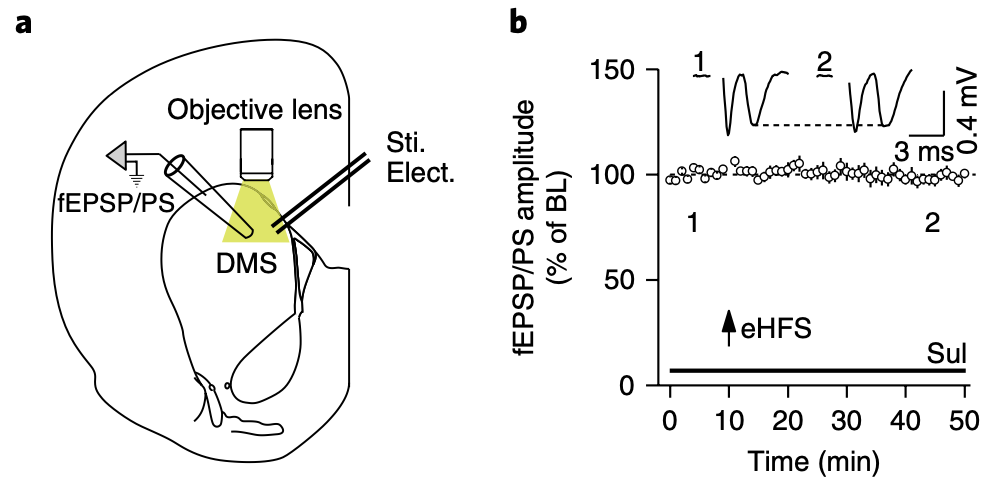 a
Objective lens
Sti.
Elect.
fEPSP/PS
DMS
b
fEPSP/PS amplitude
(% of BL)
150
100
50
0
1
2
0.4 mV
3 ms
1
2
eHFS
Sul
0 10 20 30 40 50
Time (min)